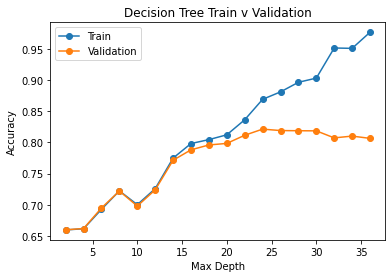 Decision Tree Train v Validation
Train
Validation
Accuracy
0.95
0.90
0.85
0.80
0.75
0.70
0.65
5 10 15 20 25 30 35
Max Depth